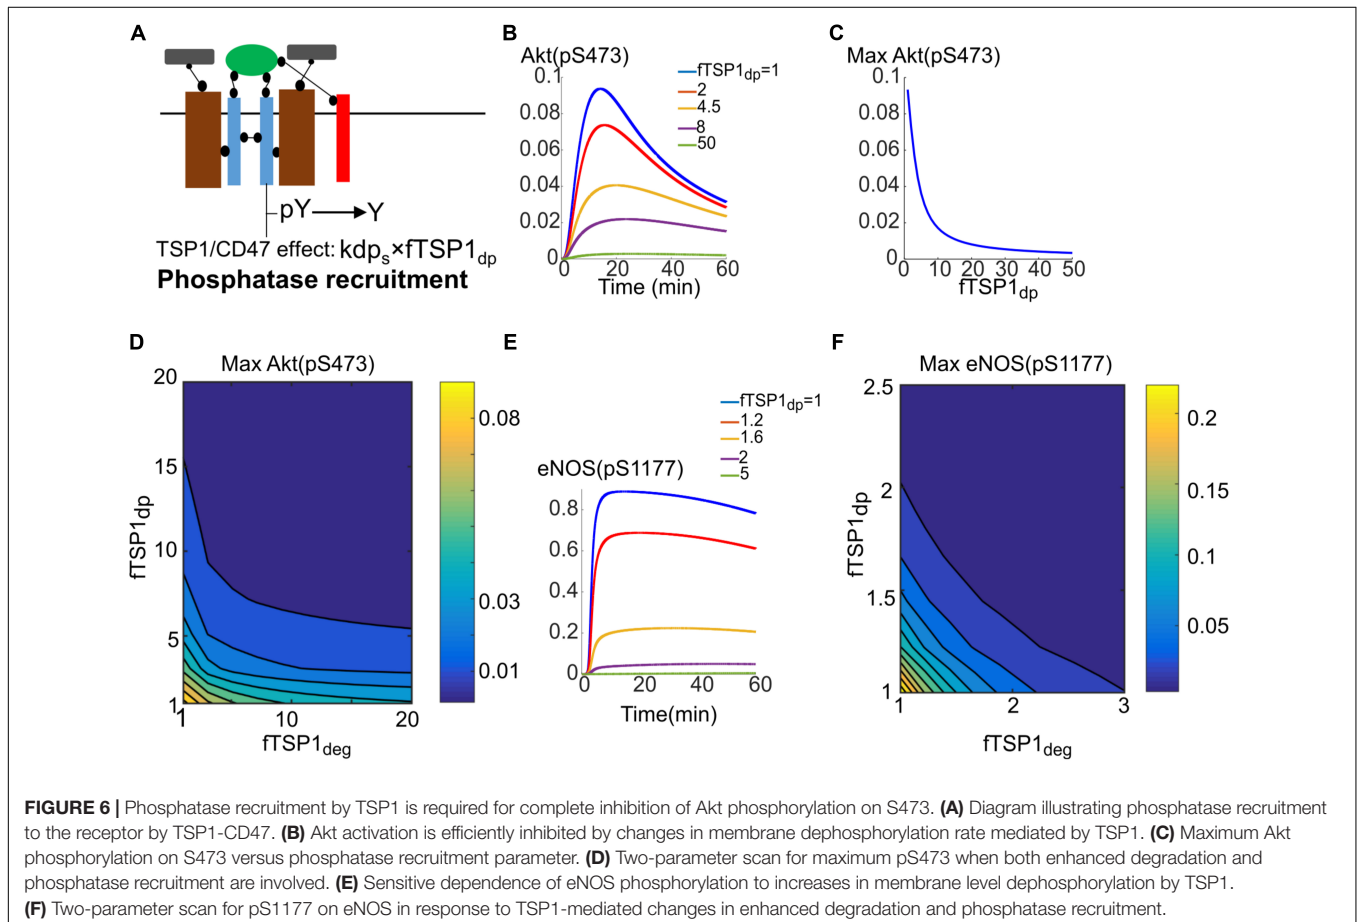 A
pY → Y
TSP1/CD47 effect: kdps×fTSP1dp
Phosphatase recruitment
B
Akt(pS473)
0.1
0.08
0.06
0.04
0.02
0
0 20 40 60
Time (min)
fTSP1dp=1
2
4.5
8
50
C
Max Akt(pS473)
0.1
0.08
0.06
0.04
0.02
0
0 10 20 30 40 50
fTSP1dp
D
Max Akt(pS473)
20
15
10
5
1
fTSP1dp
1 10 20
fTSP1deg
0.08
0.03
0.01
E
fTSP1dp=1
1.2
1.6
2
5
eNOS(pS1177)
0.8
0.6
0.4
0.2
0
0 20 40 60
Time(min)
F
Max eNOS(pS1177)
2.5
2
1.5
1
fTSP1dp
1 2 3
fTSP1deg
0.2
0.15
0.1
0.05
FIGURE 6 | Phosphatase recruitment by TSP1 is required for complete inhibition of Akt phosphorylation on S473. (A) Diagram illustrating phosphatase recruitment
to the receptor by TSP1-CD47. (B) Akt activation is efficiently inhibited by changes in membrane dephosphorylation rate mediated by TSP1. (C) Maximum Akt
phosphorylation on S473 versus phosphatase recruitment parameter. (D) Two-parameter scan for maximum pS473 when both enhanced degradation and
phosphatase recruitment are involved. (E) Sensitive dependence of eNOS phosphorylation to increases in membrane level dephosphorylation by TSP1.
(F) Two-parameter scan for pS1177 on eNOS in response to TSP1-mediated changes in enhanced degradation and phosphatase recruitment.